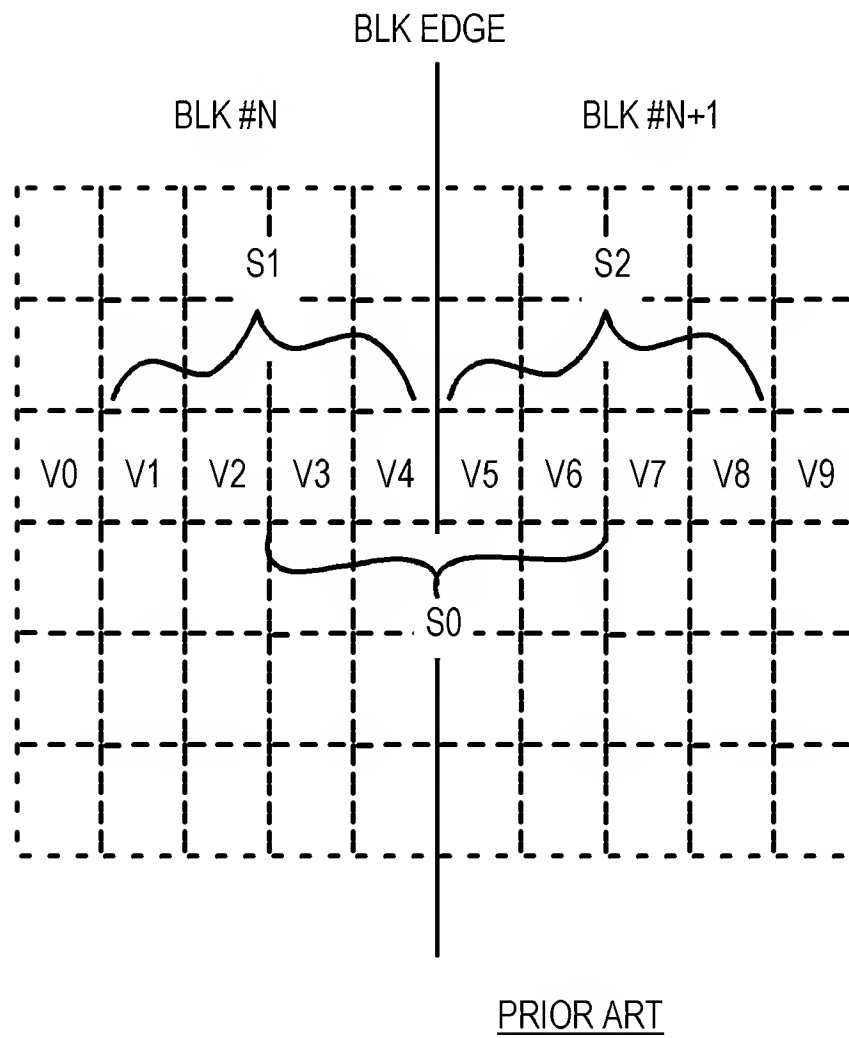 BLK EDGE
BLK #N BLK #N+1
S1 S2
V0 V1 V2 V3 V4 V5 V6 V7 V8 V9
S0
PRIOR ART